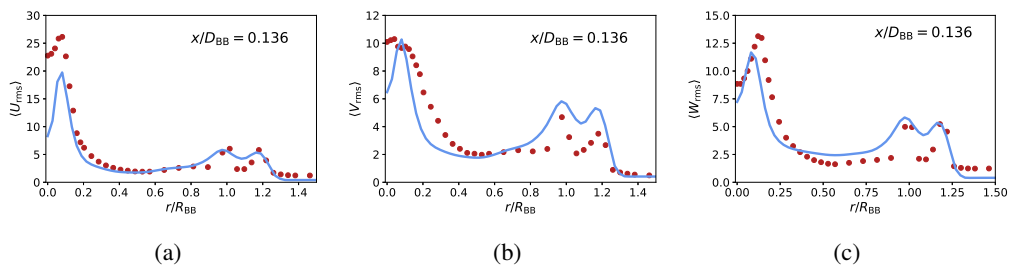 30
25
20
15
10
5
0
⟨U_rms⟩
x/D_BB = 0.136
0.0 0.2 0.4 0.6 0.8 1.0 1.2 1.4
r/R_BB
(a)
12
10
8
6
4
2
0
⟨V_rms⟩
x/D_BB = 0.136
0.0 0.2 0.4 0.6 0.8 1.0 1.2 1.4
r/R_BB
(b)
15.0
12.5
10.0
7.5
5.0
2.5
0.0
⟨W_rms⟩
x/D_BB = 0.136
0.00 0.25 0.50 0.75 1.00 1.25 1.50
r/R_BB
(c)